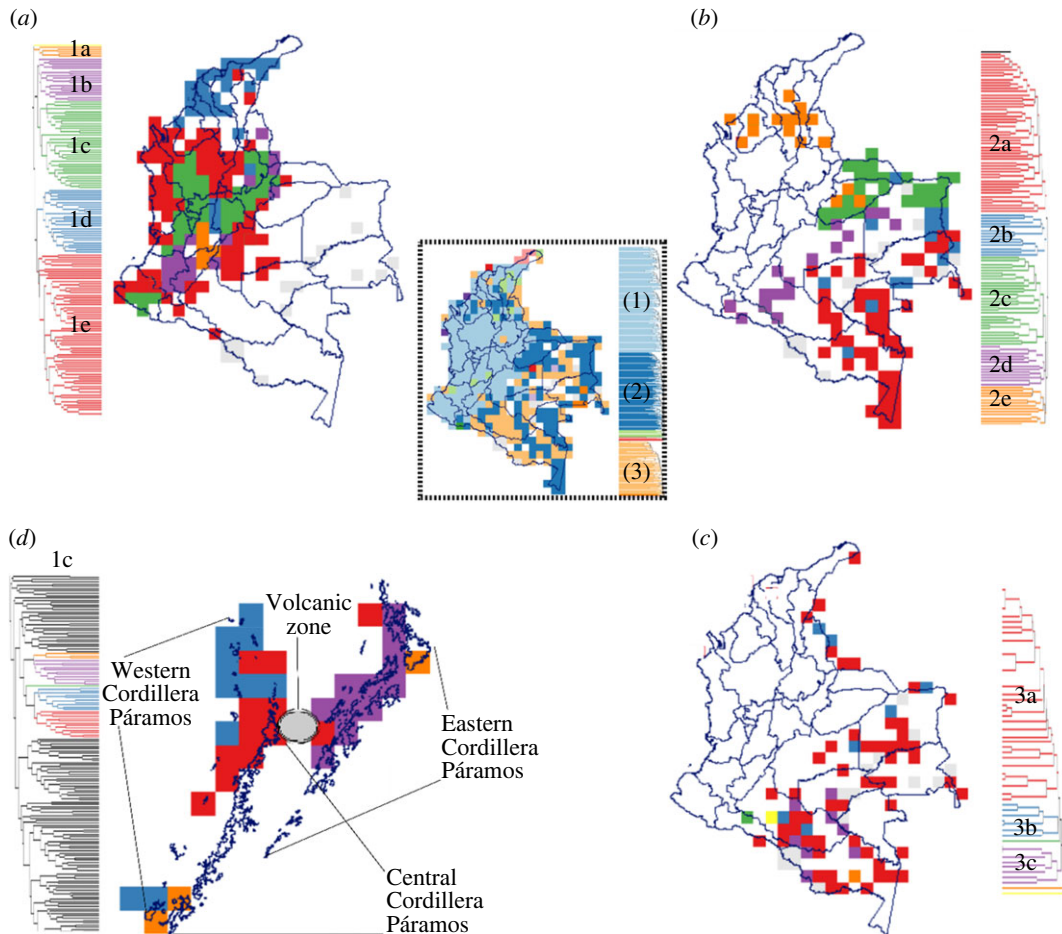 (a)
1a
1b
1c
1d
1e
(b)
2a
2b
2c
2d
2e
(1)
(2)
(3)
(d)
1c
Volcanic
zone
Western
Cordillera
Páramos
Eastern
Cordillera
Páramos
Central
Cordillera
Páramos
(c)
3a
3b
3c